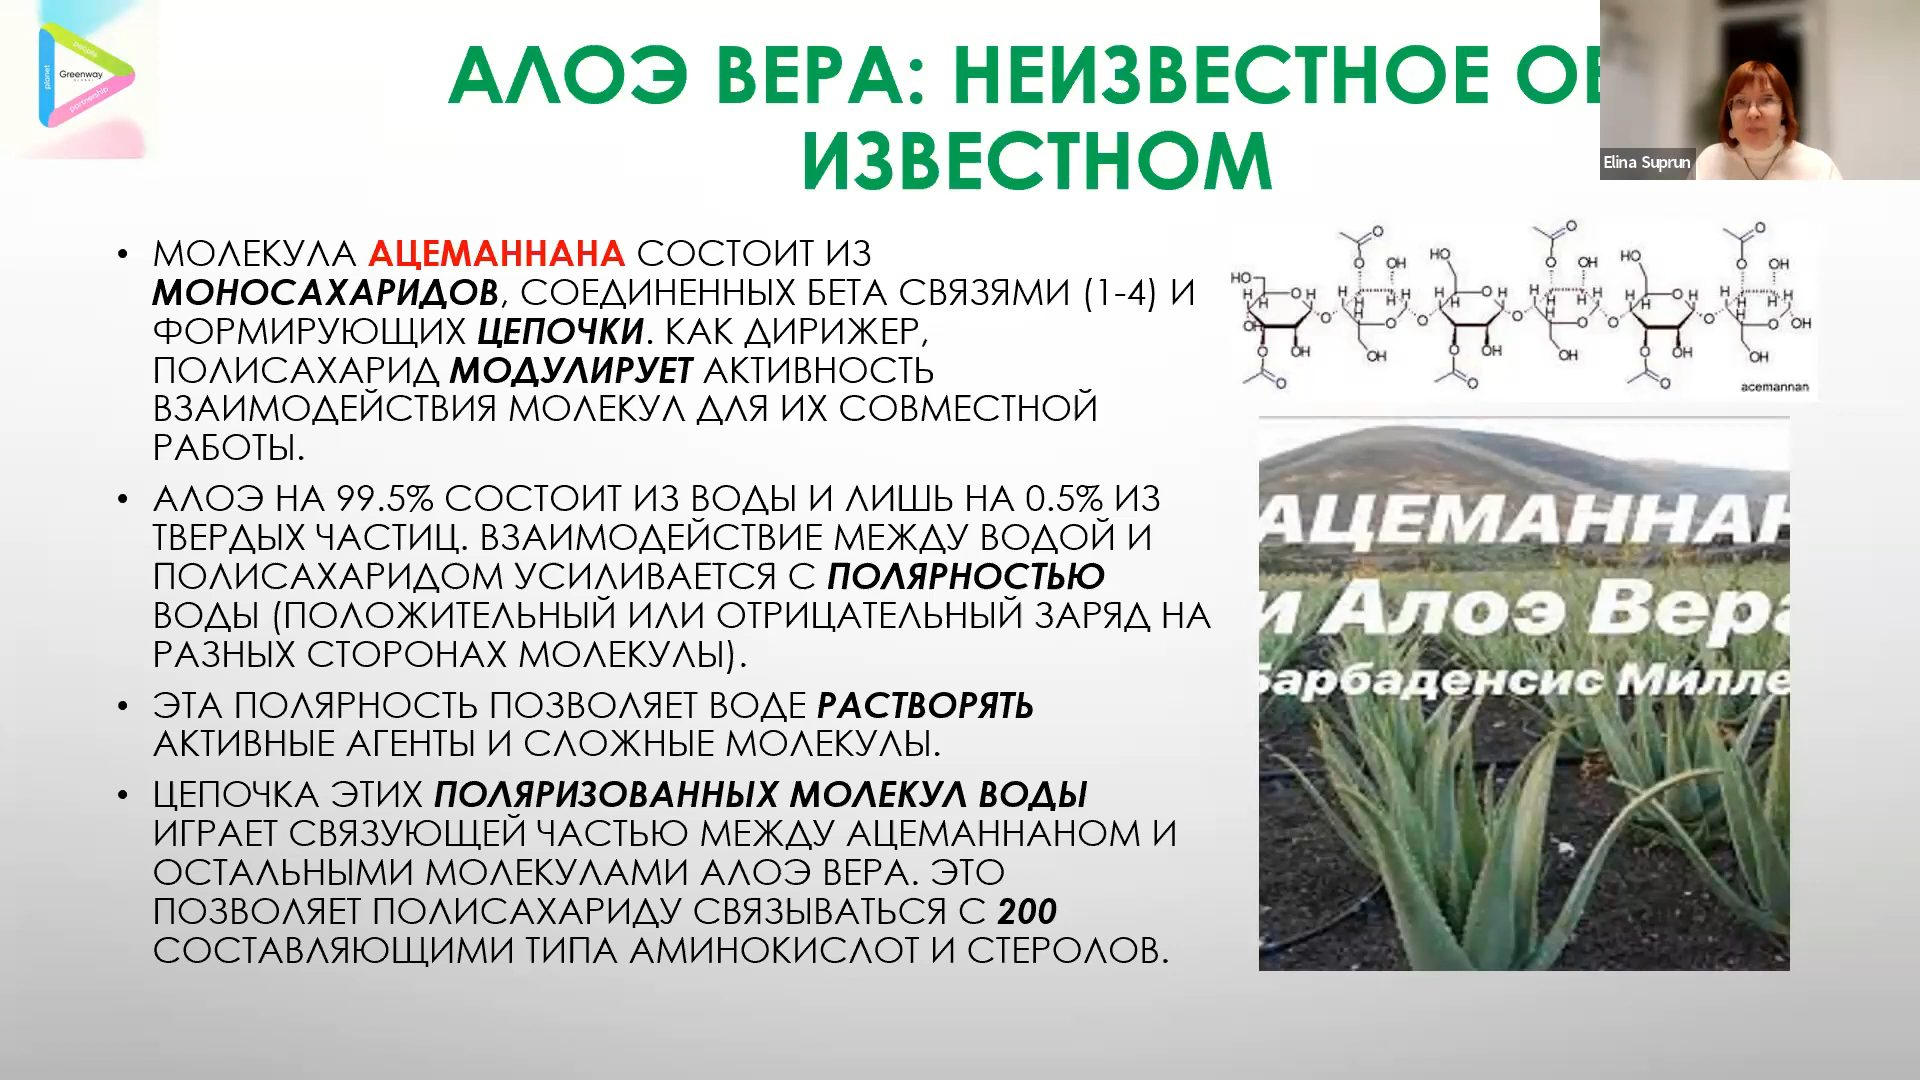 planet
people
Greenway
GLOBAL
partnership
АЛОЭ ВЕРА: НЕИЗВЕСТНОЕ ОБ
ИЗВЕСТНОМ
Elina Suprun
• МОЛЕКУЛА АЦЕМАННАНА СОСТОИТ ИЗ
МОНОСАХАРИДОВ, СОЕДИНЕННЫХ БЕТА СВЯЗЯМИ (1-4) И
ФОРМИРУЮЩИХ ЦЕПОЧКИ. КАК ДИРИЖЕР,
ПОЛИСАХАРИД МОДУЛИРУЕТ АКТИВНОСТЬ
ВЗАИМОДЕЙСТВИЯ МОЛЕКУЛ ДЛЯ ИХ СОВМЕСТНОЙ
РАБОТЫ.
• АЛОЭ НА 99.5% СОСТОИТ ИЗ ВОДЫ И ЛИШЬ НА 0.5% ИЗ
ТВЕРДЫХ ЧАСТИЦ. ВЗАИМОДЕЙСТВИЕ МЕЖДУ ВОДОЙ И
ПОЛИСАХАРИДОМ УСИЛИВАЕТСЯ С ПОЛЯРНОСТЬЮ
ВОДЫ (ПОЛОЖИТЕЛЬНЫЙ ИЛИ ОТРИЦАТЕЛЬНЫЙ ЗАРЯД НА
РАЗНЫХ СТОРОНАХ МОЛЕКУЛЫ).
• ЭТА ПОЛЯРНОСТЬ ПОЗВОЛЯЕТ ВОДЕ РАСТВОРЯТЬ
АКТИВНЫЕ АГЕНТЫ И СЛОЖНЫЕ МОЛЕКУЛЫ.
• ЦЕПОЧКА ЭТИХ ПОЛЯРИЗОВАННЫХ МОЛЕКУЛ ВОДЫ
ИГРАЕТ СВЯЗУЮЩЕЙ ЧАСТЬЮ МЕЖДУ АЦЕМАННАНОМ И
ОСТАЛЬНЫМИ МОЛЕКУЛАМИ АЛОЭ ВЕРА. ЭТО
ПОЗВОЛЯЕТ ПОЛИСАХАРИДУ СВЯЗЫВАТЬСЯ С 200
СОСТАВЛЯЮЩИМИ ТИПА АМИНОКИСЛОТ И СТЕРОЛОВ.
acemannan
АЦЕМАННАН
и Алоэ Вера
Барбаденсис Милле